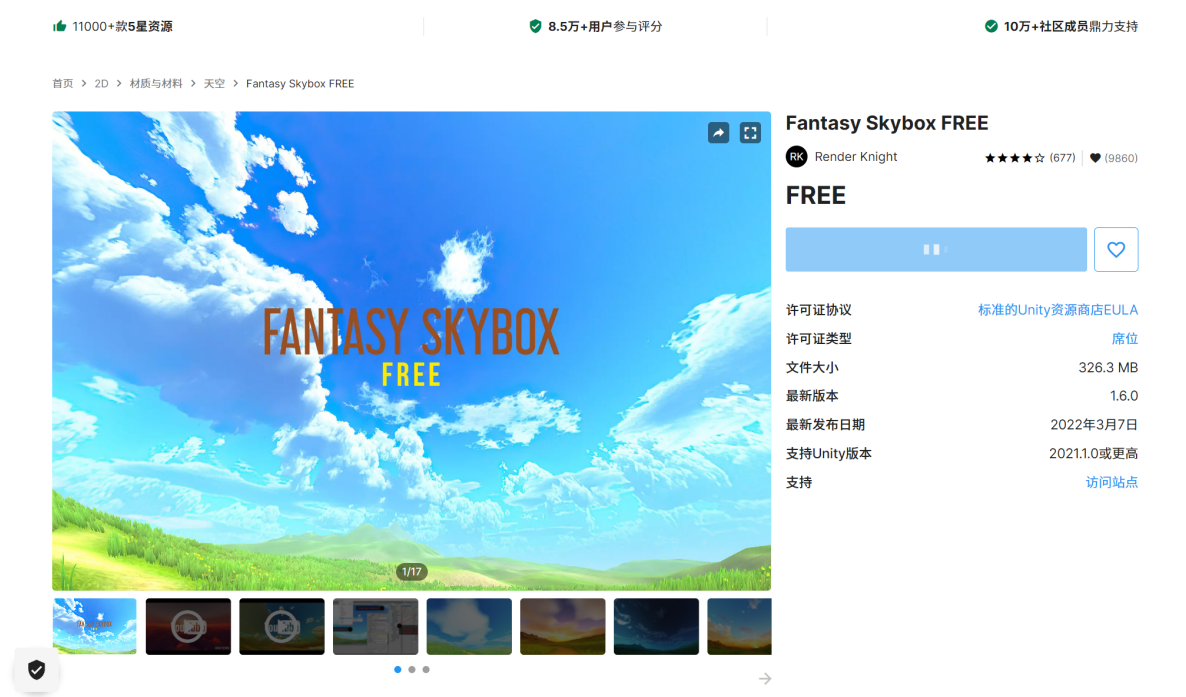 11000+款5星资源
8.5万+用户参与评分
10万+社区成员鼎力支持
首页 > 2D > 材质与材料 > 天空 > Fantasy Skybox FREE
FANTASY SKYBOX
FREE
1/17
Fantasy Skybox FREE
RK Render Knight
(677) (9860)
FREE
许可证协议 标准的Unity资源商店EULA
许可证类型 席位
文件大小 326.3 MB
最新版本 1.6.0
最新发布日期 2022年3月7日
支持Unity版本 2021.1.0或更高
支持 访问站点